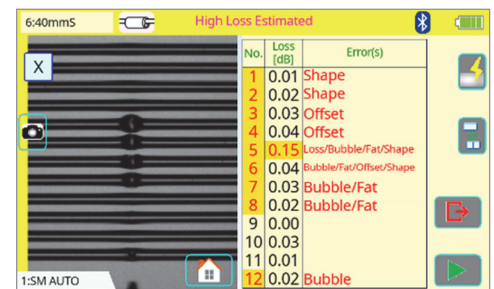 6:40mmS High Loss Estimated
X
No. Loss [dB] Error(s)
1 0.01 Shape
2 0.02 Shape
3 0.03 Offset
4 0.04 Offset
5 0.15 Loss/Bubble/Fat/Shape
6 0.04 Bubble/Fat/Offset/Shape
7 0.03 Bubble/Fat
8 0.02 Bubble/Fat
9 0.00
10 0.03
11 0.01
12 0.02 Bubble
1:SM AUTO